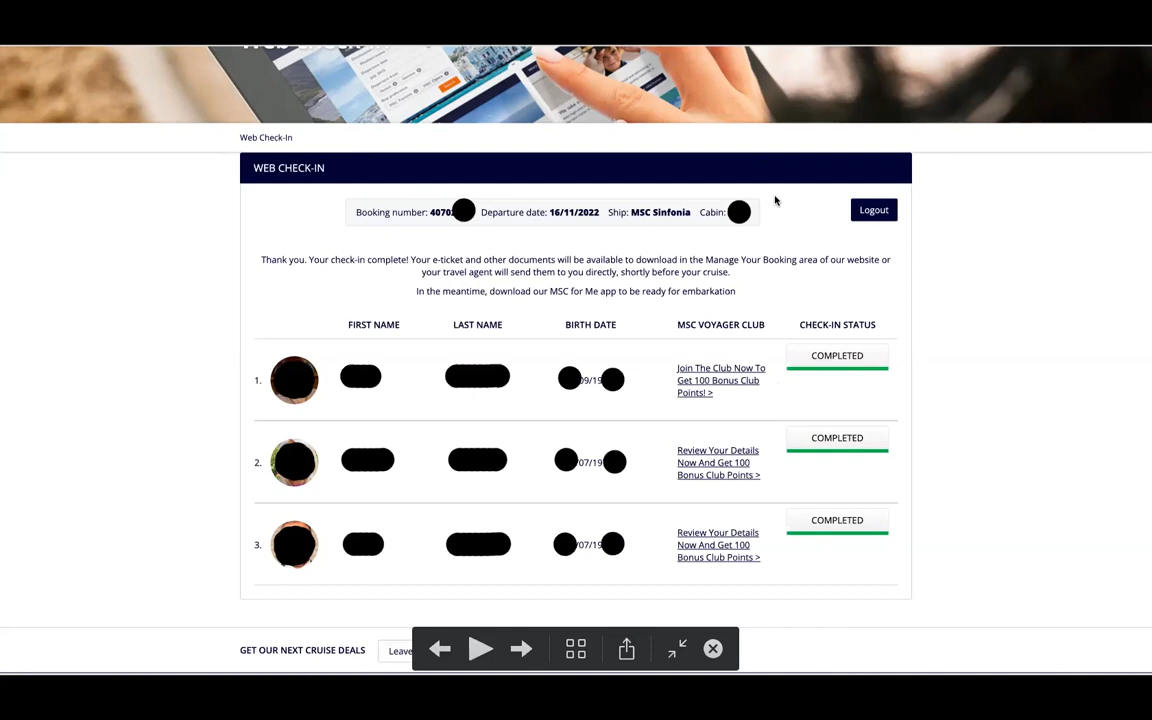 Web Check-In
WEB CHECK-IN
Booking number: 4070 Departure date: 16/11/2022 Ship: MSC Sinfonia Cabin:
Logout
Thank you. Your check-in complete! Your e-ticket and other documents will be available to download in the Manage Your Booking area of our website or
your travel agent will send them to you directly, shortly before your cruise.
In the meantime, download our MSC for Me app to be ready for embarkation
FIRST NAME LAST NAME BIRTH DATE MSC VOYAGER CLUB CHECK-IN STATUS
1. 09/19 Join The Club Now To
Get 100 Bonus Club
Points! >
COMPLETED
2. /07/19 Review Your Details
Now And Get 100
Bonus Club Points >
COMPLETED
3. /07/19 Review Your Details
Now And Get 100
Bonus Club Points >
COMPLETED
GET OUR NEXT CRUISE DEALS Leave